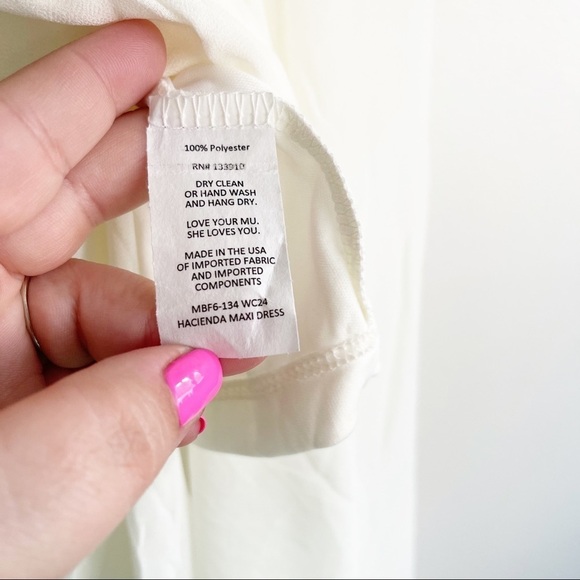 100% Polyester
RN# 133910
DRY CLEAN
OR HAND WASH
AND HANG DRY.
LOVE YOUR MU.
SHE LOVES YOU.
MADE IN THE USA
OF IMPORTED FABRIC
AND IMPORTED
COMPONENTS
MBF6-134 WC24
HACIENDA MAXI DRESS